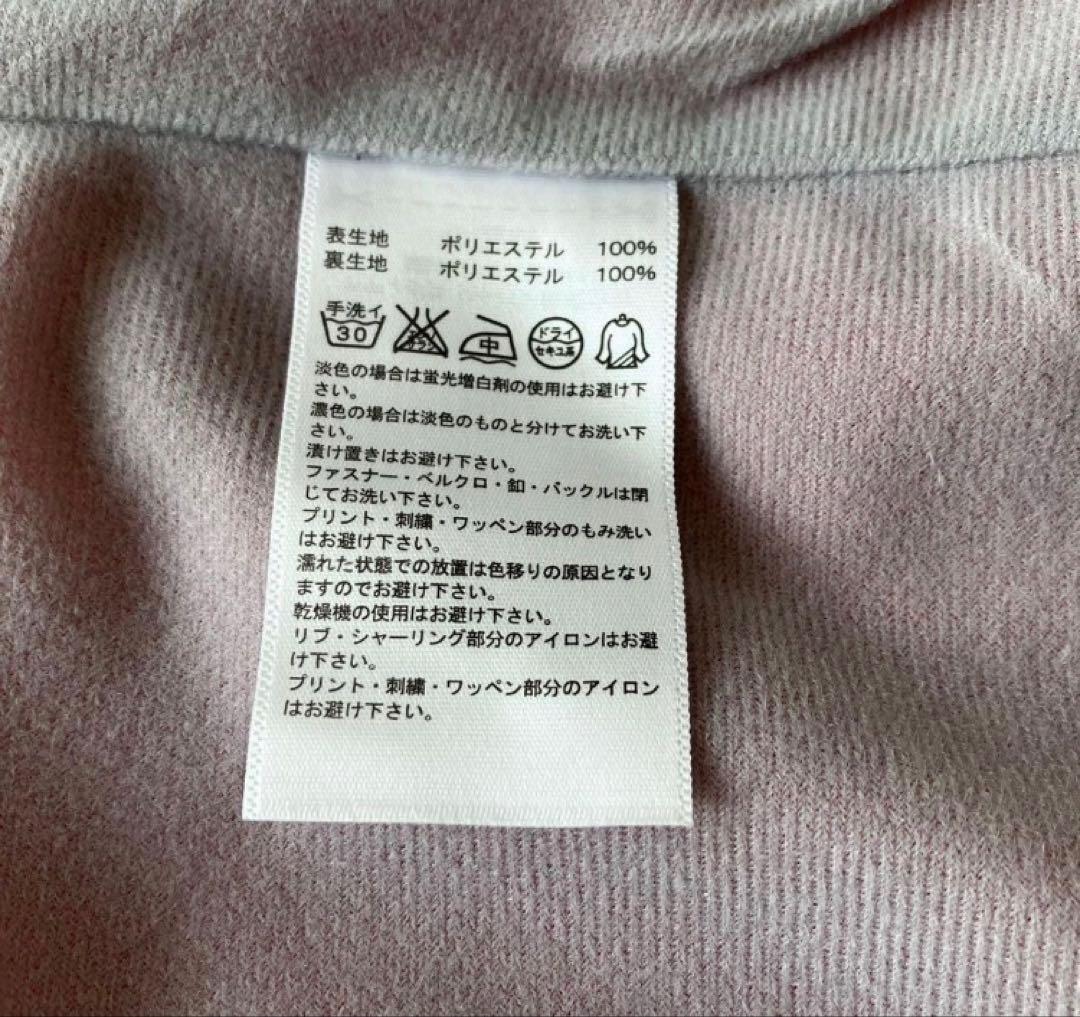 表生地 ポリエステル 100%
裏生地 ポリエステル 100%
手洗イ
30
エンソ
サラシ
中
ドライ
セキユ系
淡色の場合は蛍光増白剤の使用はお避け下
さい。
濃色の場合は淡色のものと分けてお洗い下
さい。
漬け置きはお避け下さい。
ファスナー・ベルクロ・釦・バックルは閉
じてお洗い下さい。
プリント・刺繍・ワッペン部分のもみ洗い
はお避け下さい。
濡れた状態での放置は色移りの原因となり
ますのでお避け下さい。
乾燥機の使用はお避け下さい。
リブ・シャーリング部分のアイロンはお避
け下さい。
プリント・刺繍・ワッペン部分のアイロン
はお避け下さい。